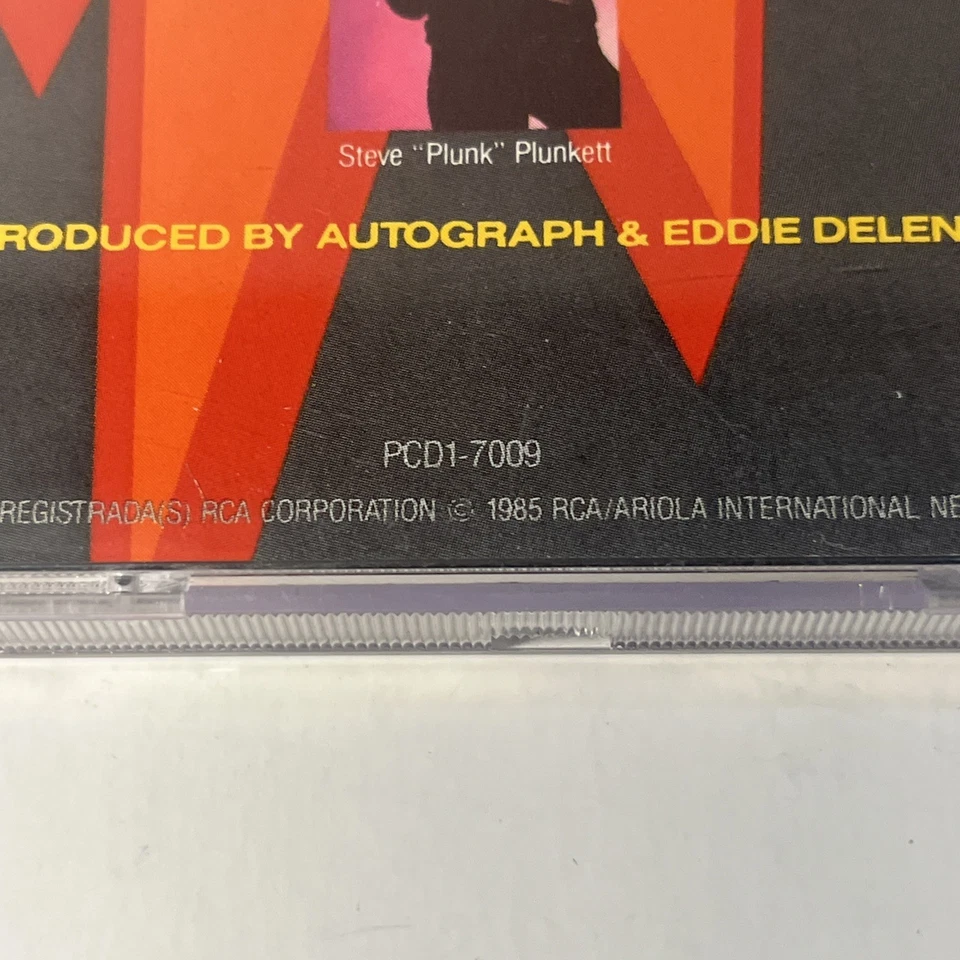 Steve "Plunk" Plunkett
RODUCED BY AUTOGRAPH & EDDIE DELEN
PCD1-7009
REGISTRADA(S) RCA CORPORATION © 1985 RCA/ARIOLA INTERNATIONAL NE